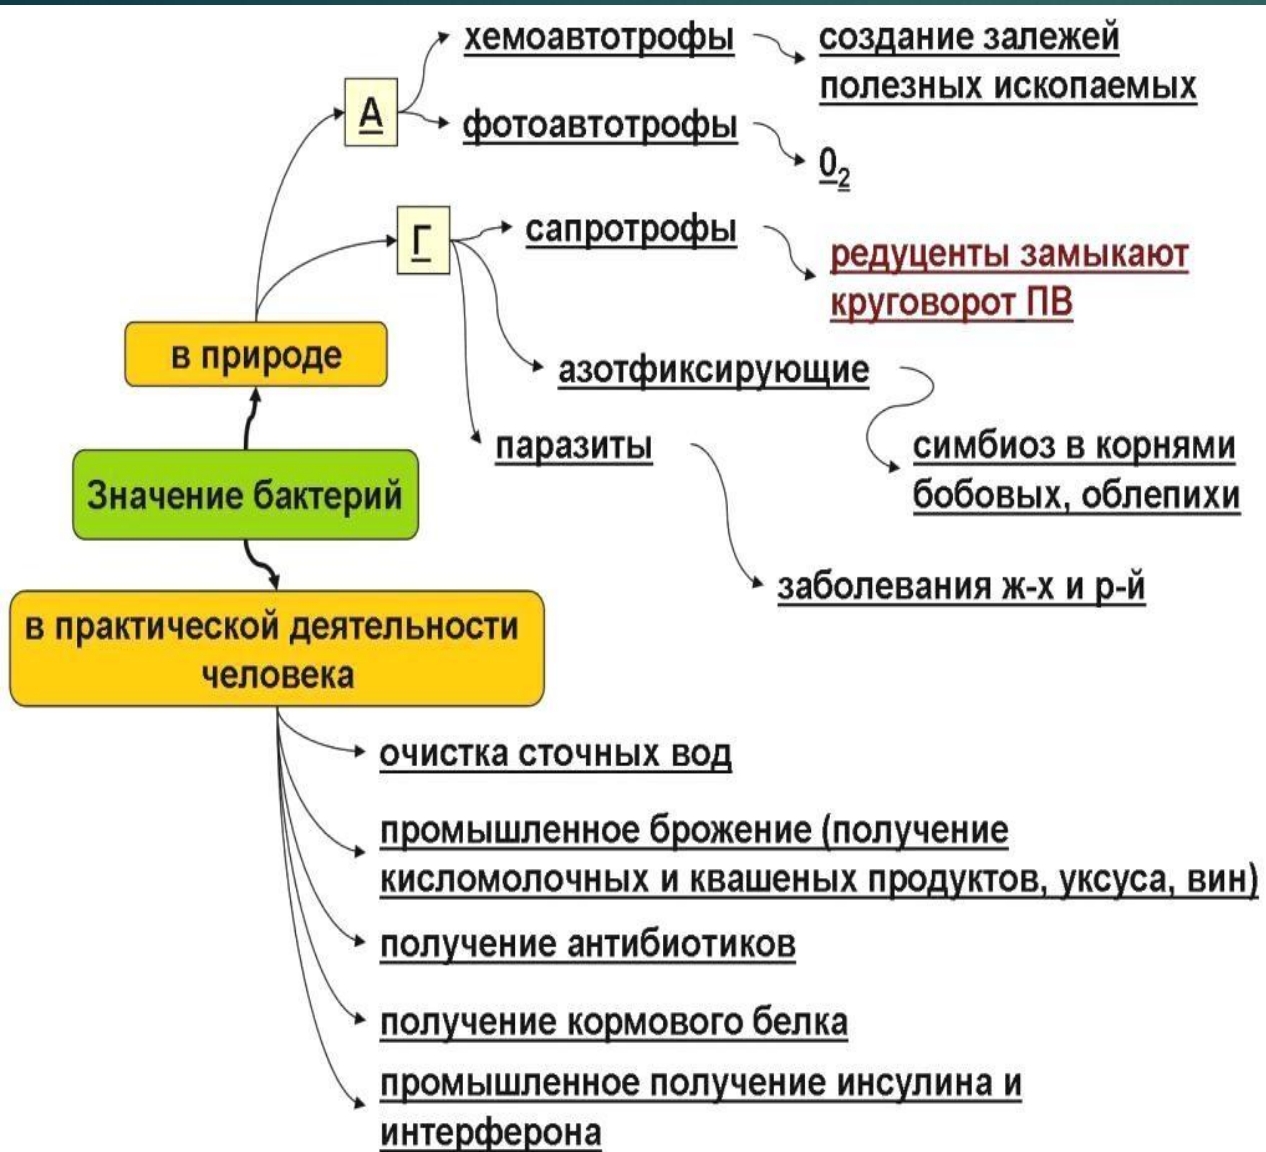 хемоавтотрофы
создание залежей
полезных ископаемых
А
фотоавтотрофы
0₂
Г
сапротрофы
редуценты замыкают
круговорот ПВ
в природе
азотфиксирующие
паразиты
симбиоз в корнями
бобовых, облепихи
Значение бактерий
заболевания ж-х и р-й
в практической деятельности
человека
очистка сточных вод
промышленное брожение (получение
кисломолочных и квашеных продуктов, уксуса, вин)
получение антибиотиков
получение кормового белка
промышленное получение инсулина и
интерферона